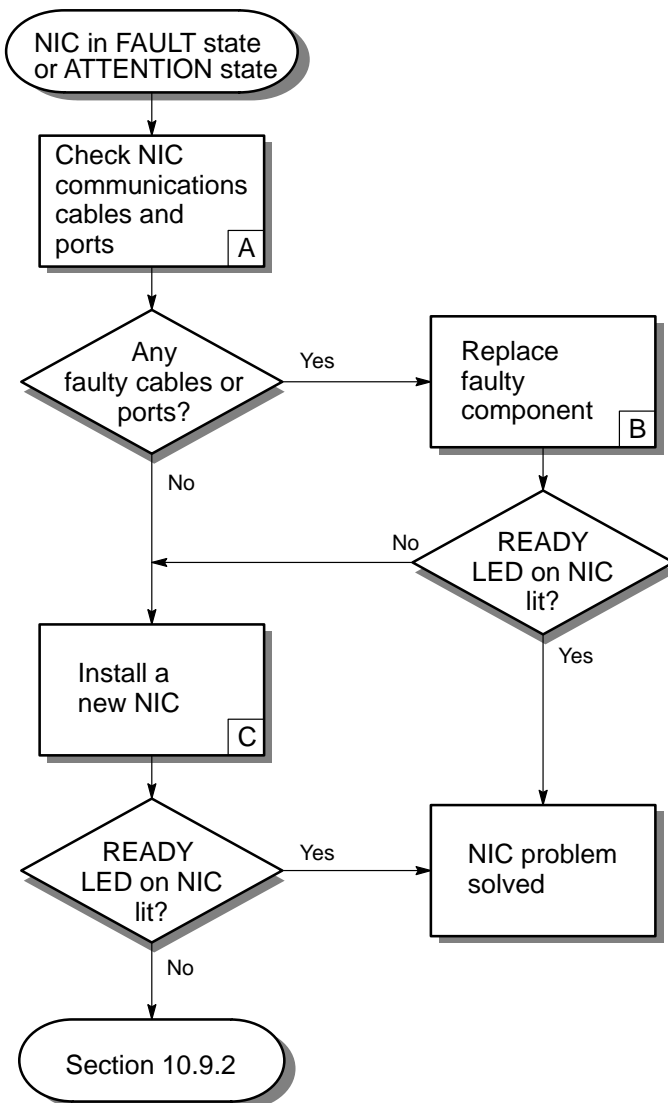 NIC in FAULT state
or ATTENTION state
Check NIC
communications
cables and
ports
A
Any
faulty cables or
ports?
Yes
Replace
faulty
component
B
No
No
READY
LED on NIC
lit?
Yes
Install a
new NIC
C
READY
LED on NIC
lit?
Yes
NIC problem
solved
No
Section 10.9.2